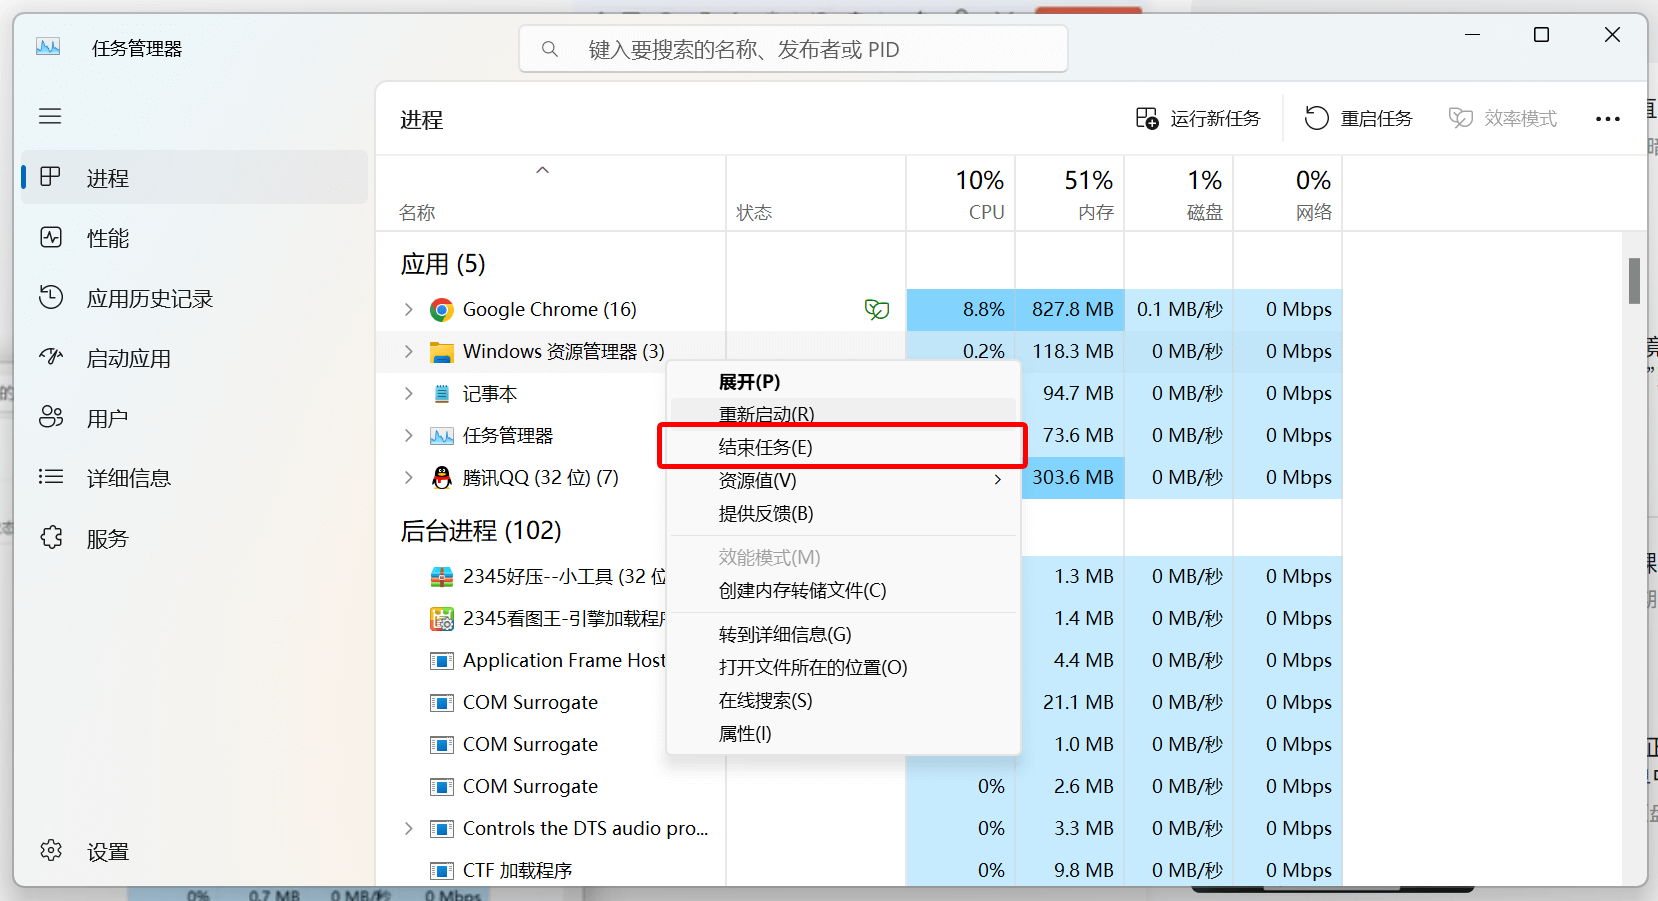 任务管理器
键入要搜索的名称、发布者或 PID
进程
性能
应用历史记录
启动应用
用户
详细信息
服务
设置
进程
运行新任务
重启任务
效率模式
名称
状态
10% CPU
51% 内存
1% 磁盘
0% 网络
应用 (5)
Google Chrome (16) 8.8% 827.8 MB 0.1 MB/秒 0 Mbps
Windows 资源管理器 (3) 0.2% 118.3 MB 0 MB/秒 0 Mbps
记事本 94.7 MB 0 MB/秒 0 Mbps
任务管理器 73.6 MB 0 MB/秒 0 Mbps
腾讯QQ (32 位) (7) 303.6 MB 0 MB/秒 0 Mbps
后台进程 (102)
2345好压--小工具 (32 位 1.3 MB 0 MB/秒 0 Mbps
2345看图王-引擎加载程序 1.4 MB 0 MB/秒 0 Mbps
Application Frame Host 4.4 MB 0 MB/秒 0 Mbps
COM Surrogate 21.1 MB 0 MB/秒 0 Mbps
COM Surrogate 1.0 MB 0 MB/秒 0 Mbps
COM Surrogate 0% 2.6 MB 0 MB/秒 0 Mbps
Controls the DTS audio pro... 0% 3.3 MB 0 MB/秒 0 Mbps
CTF 加载程序 0% 9.8 MB 0 MB/秒 0 Mbps
展开(P)
重新启动(R)
结束任务(E)
资源值(V)
提供反馈(B)
效能模式(M)
创建内存转储文件(C)
转到详细信息(G)
打开文件所在的位置(O)
在线搜索(S)
属性(I)
0% 0.7 MB 0 MB/秒 0 Mbps